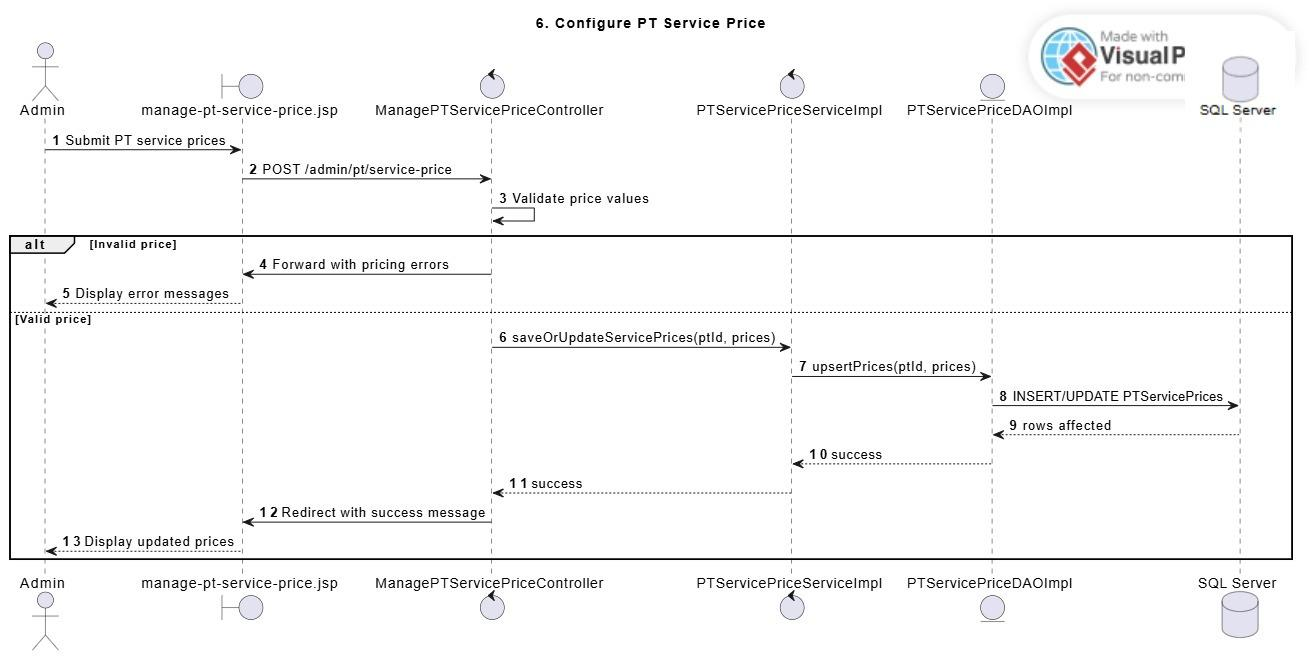 6. Configure PT Service Price
Made with
Visual P
For non-com
Admin
manage-pt-service-price.jsp
ManagePTServicePriceController
PTServicePriceServiceImpl
PTServicePriceDAOImpl
SQL Server
1 Submit PT service prices
2 POST /admin/pt/service-price
3 Validate price values
alt [Invalid price]
4 Forward with pricing errors
5 Display error messages
[Valid price]
6 saveOrUpdateServicePrices(ptId, prices)
7 upsertPrices(ptId, prices)
8 INSERT/UPDATE PTServicePrices
9 rows affected
10 success
11 success
12 Redirect with success message
13 Display updated prices
Admin
manage-pt-service-price.jsp
ManagePTServicePriceController
PTServicePriceServiceImpl
PTServicePriceDAOImpl
SQL Server